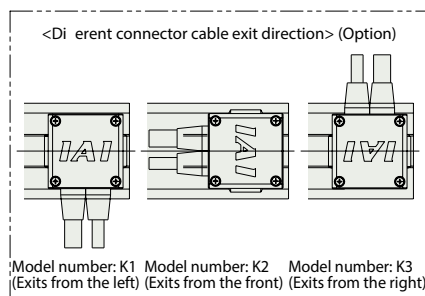 <Di erent connector cable exit direction> (Option)
IAI
IAI
IAI
Model number: K1
(Exits from the left)
Model number: K2
(Exits from the front)
Model number: K3
(Exits from the right)